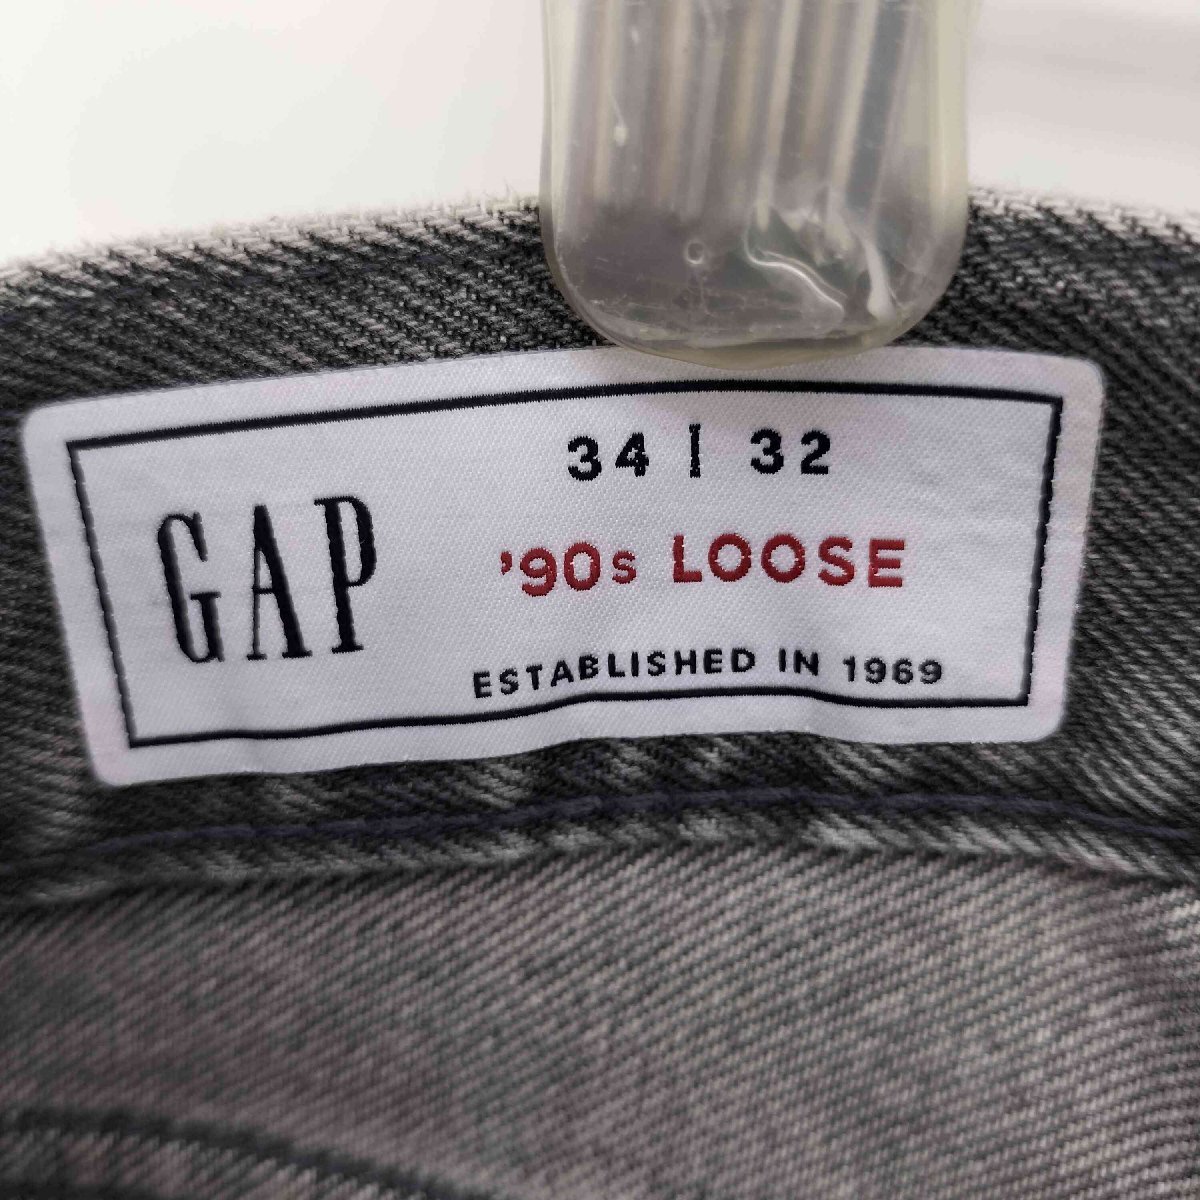 GAP
34 | 32
'90s LOOSE
ESTABLISHED IN 1969